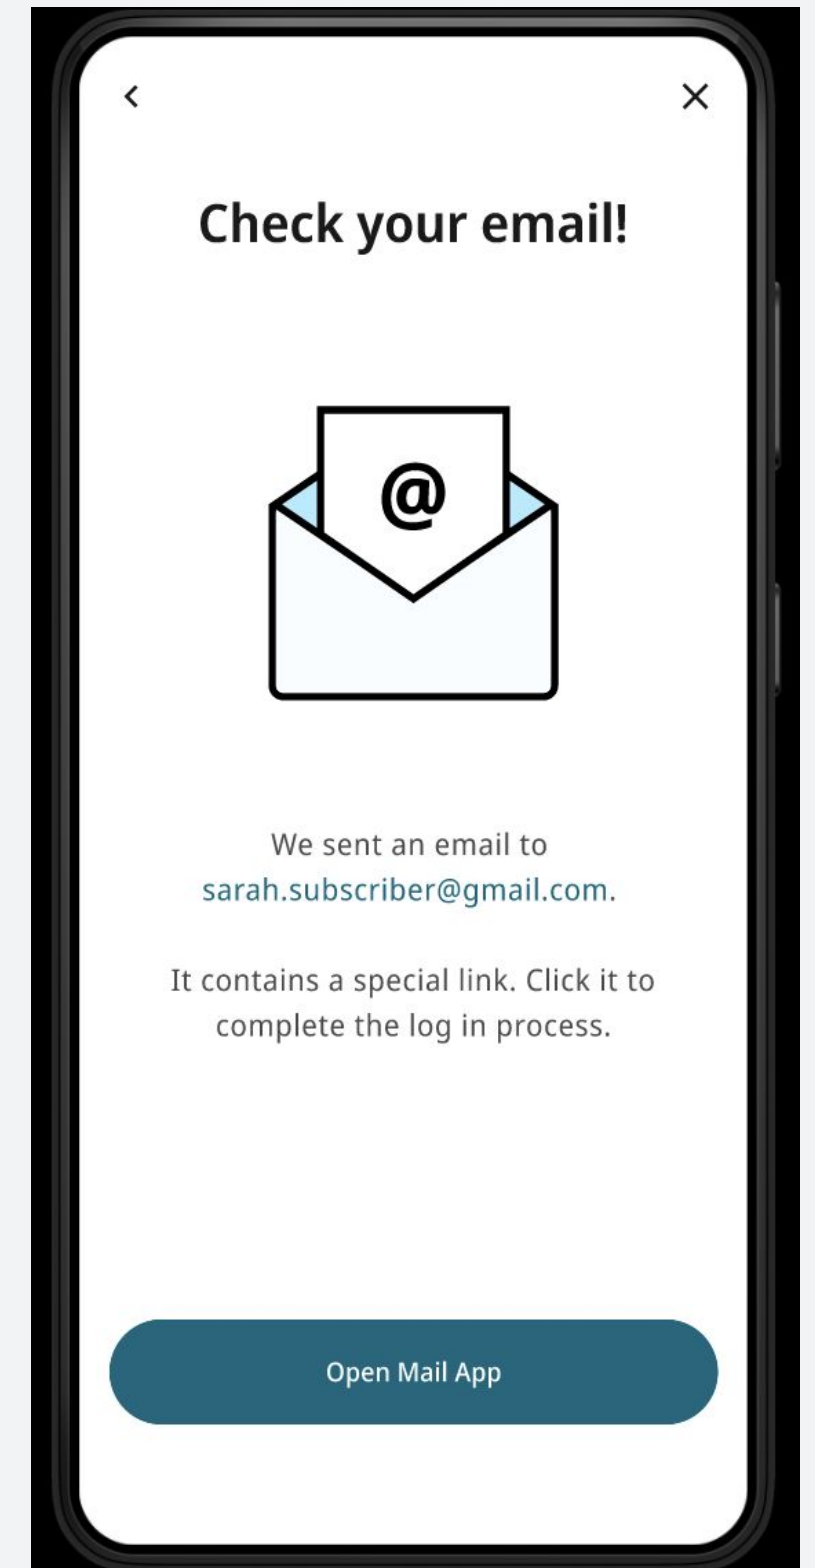 Check your email!
@
We sent an email to
sarah.subscriber@gmail.com.
It contains a special link. Click it to
complete the log in process.
Open Mail App